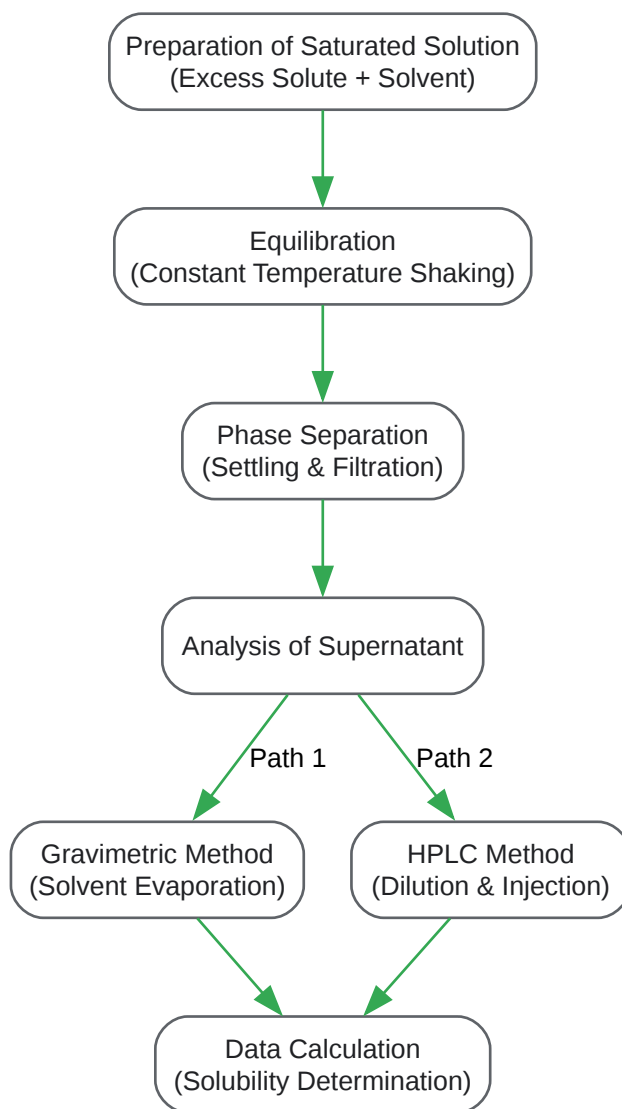 Preparation of Saturated Solution
(Excess Solute + Solvent)
Equilibration
(Constant Temperature Shaking)
Phase Separation
(Settling & Filtration)
Analysis of Supernatant
Path 1
Path 2
Gravimetric Method
(Solvent Evaporation)
HPLC Method
(Dilution & Injection)
Data Calculation
(Solubility Determination)